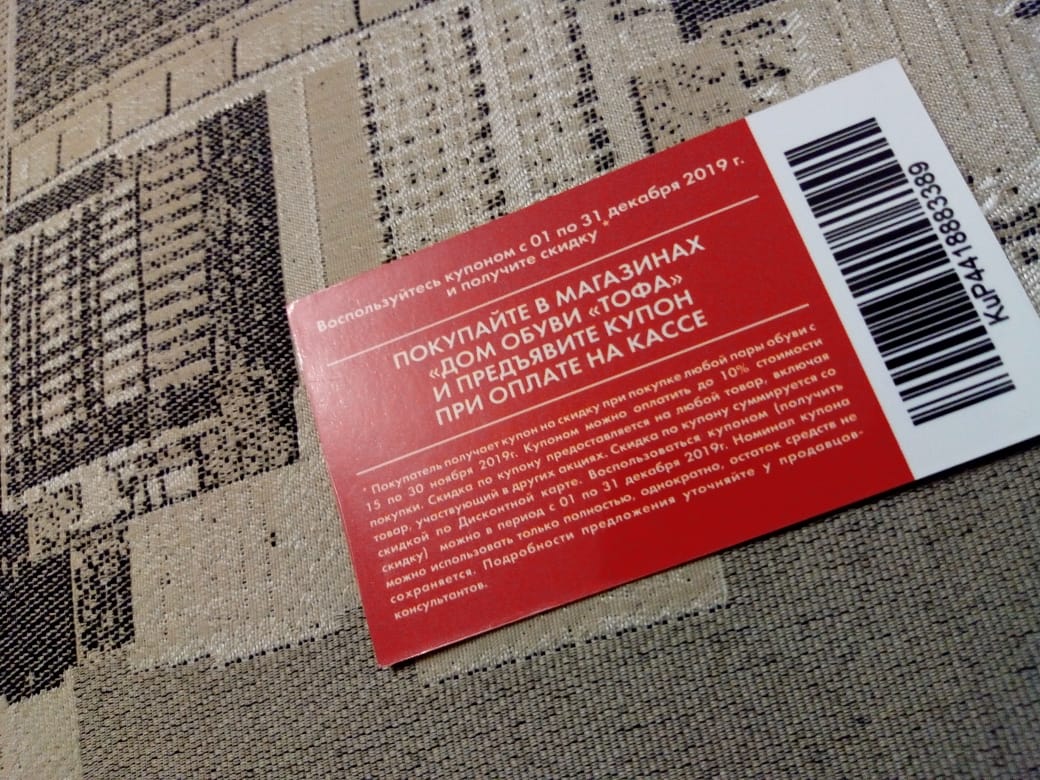 Воспользуйтесь купоном с 01 по 31 декабря 2019 г.
и получите скидку *
ПОКУПАЙТЕ В МАГАЗИНАХ
«ДОМ ОБУВИ «ТОФА»
И ПРЕДЪЯВИТЕ КУПОН
ПРИ ОПЛАТЕ НА КАССЕ
* Покупатель получает купон на скидку при покупке любой пары обуви с
15 по 30 ноября 2019г. Купоном можно оплатить до 10% стоимости
покупки. Скидка по купону предоставляется на любой товар, включая
товар, участвующий в других акциях. Скидка по купону суммируется со
скидкой по Дисконтной карте. Воспользоваться купоном (получить
скидку) можно в период с 01 по 31 декабря 2019г. Номинал купона
можно использовать только полностью, однократно, остаток средств не
сохраняется. Подробности предложения уточняйте у продавцов-
консультантов.
KUP4418883389